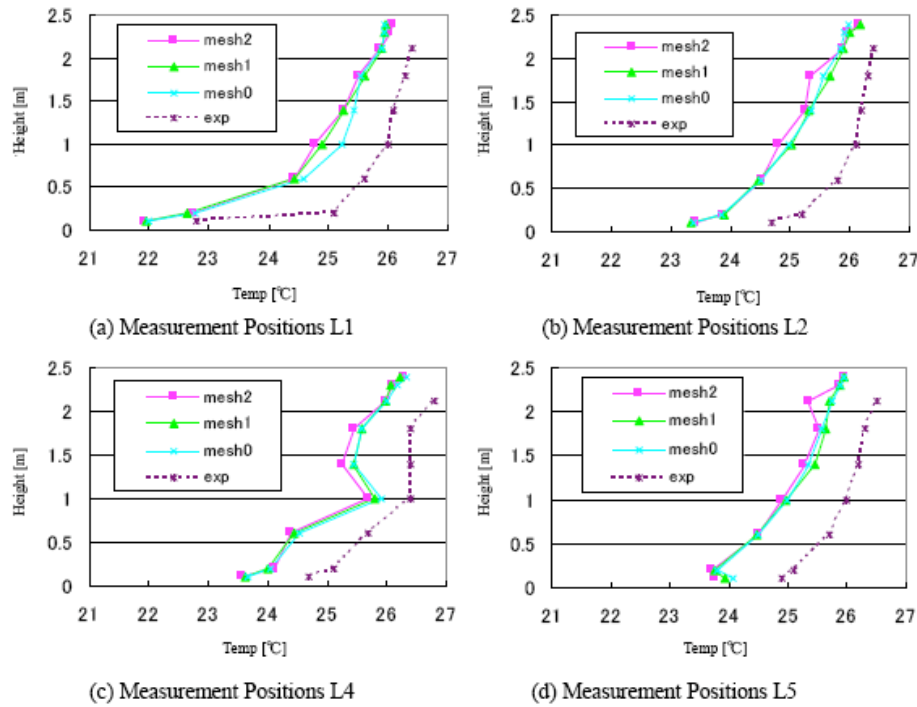 2.5
2
1.5
1
0.5
0
Height [m]
mesh2
mesh1
mesh0
exp
21 22 23 24 25 26 27
Temp [℃]
(a) Measurement Positions L1
2.5
2
1.5
1
0.5
0
Height [m]
mesh2
mesh1
mesh0
exp
21 22 23 24 25 26 27
Temp [℃]
(b) Measurement Positions L2
2.5
2
1.5
1
0.5
0
Height [m]
mesh2
mesh1
mesh0
exp
21 22 23 24 25 26 27
Temp [℃]
(c) Measurement Positions L4
2.5
2
1.5
1
0.5
0
Height [m]
mesh2
mesh1
mesh0
exp
21 22 23 24 25 26 27
Temp [℃]
(d) Measurement Positions L5